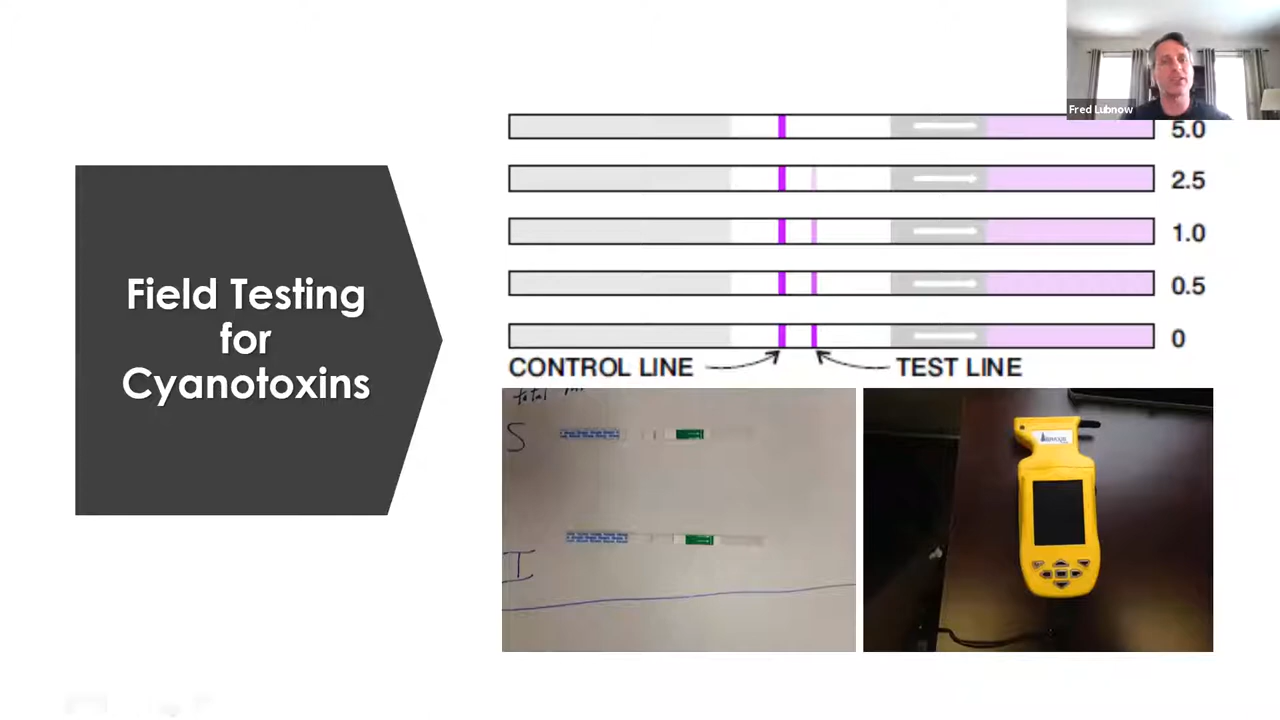 Fred Lubnow
Field Testing
for
Cyanotoxins
5.0
2.5
1.0
0.5
0
CONTROL LINE
TEST LINE
total
S
I